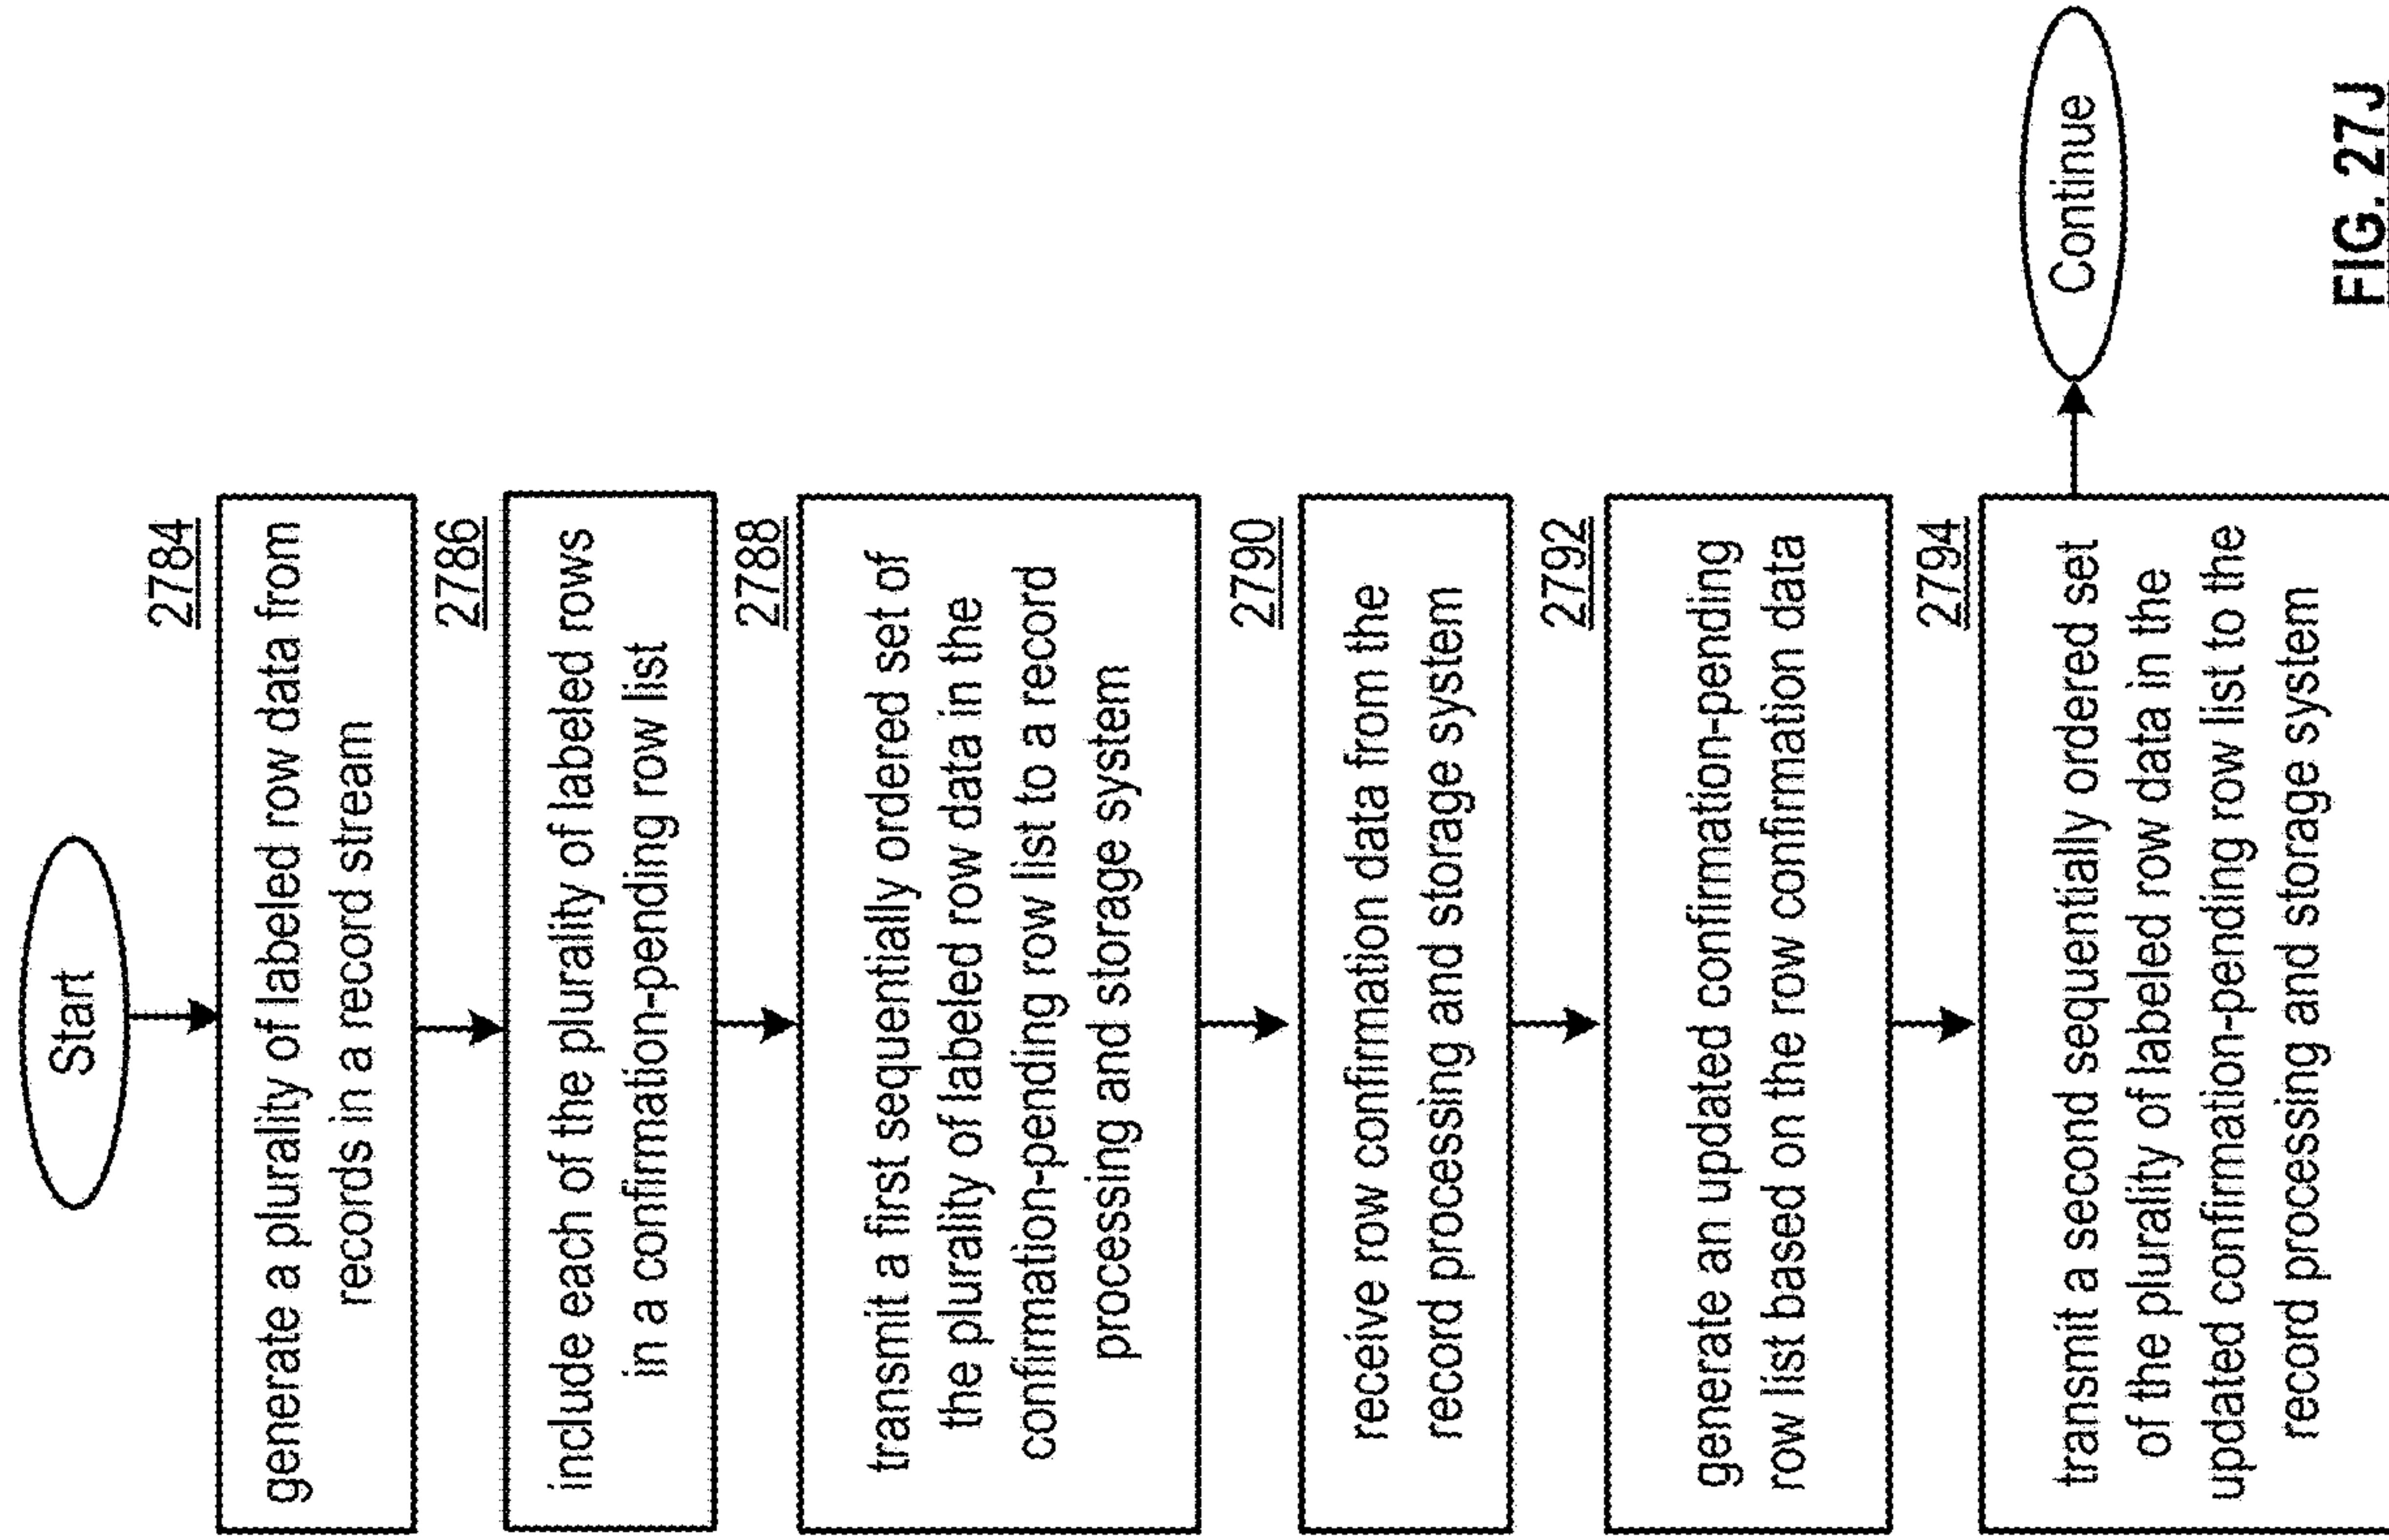 Start
2784
generate a plurality of labeled row data from
records in a record stream
2786
include each of the plurality of labeled rows
in a confirmation-pending row list
2788
transmit a first sequentially ordered set of
the plurality of labeled row data in the
confirmation-pending row list to a record
processing and storage system
2790
receive row confirmation data from the
record processing and storage system
2792
generate an updated confirmation-pending
row list based on the row confirmation data
2794
transmit a second sequentially ordered set
of the plurality of labeled row data in the
updated confirmation-pending row list to the
record processing and storage system
Continue
FIG. 27J